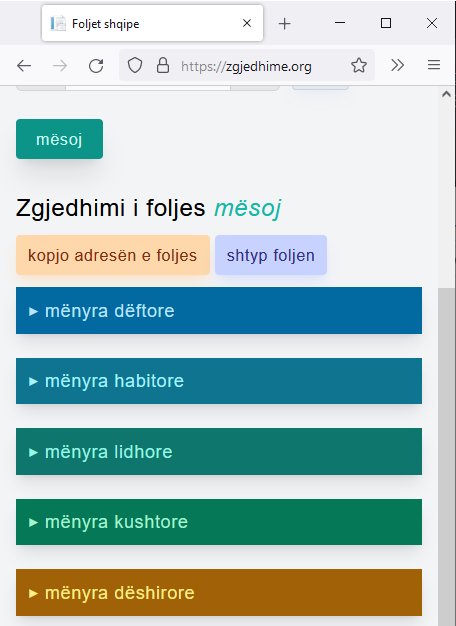 Foljet shqipe
https://zgjedhime.org
mësoj
Zgjedhimi i foljes mësoj
kopjo adresën e foljes
shtyp foljen
▸ mënyra dëftore
▸ mënyra habitore
▸ mënyra lidhore
▸ mënyra kushtore
▸ mënyra dëshirore